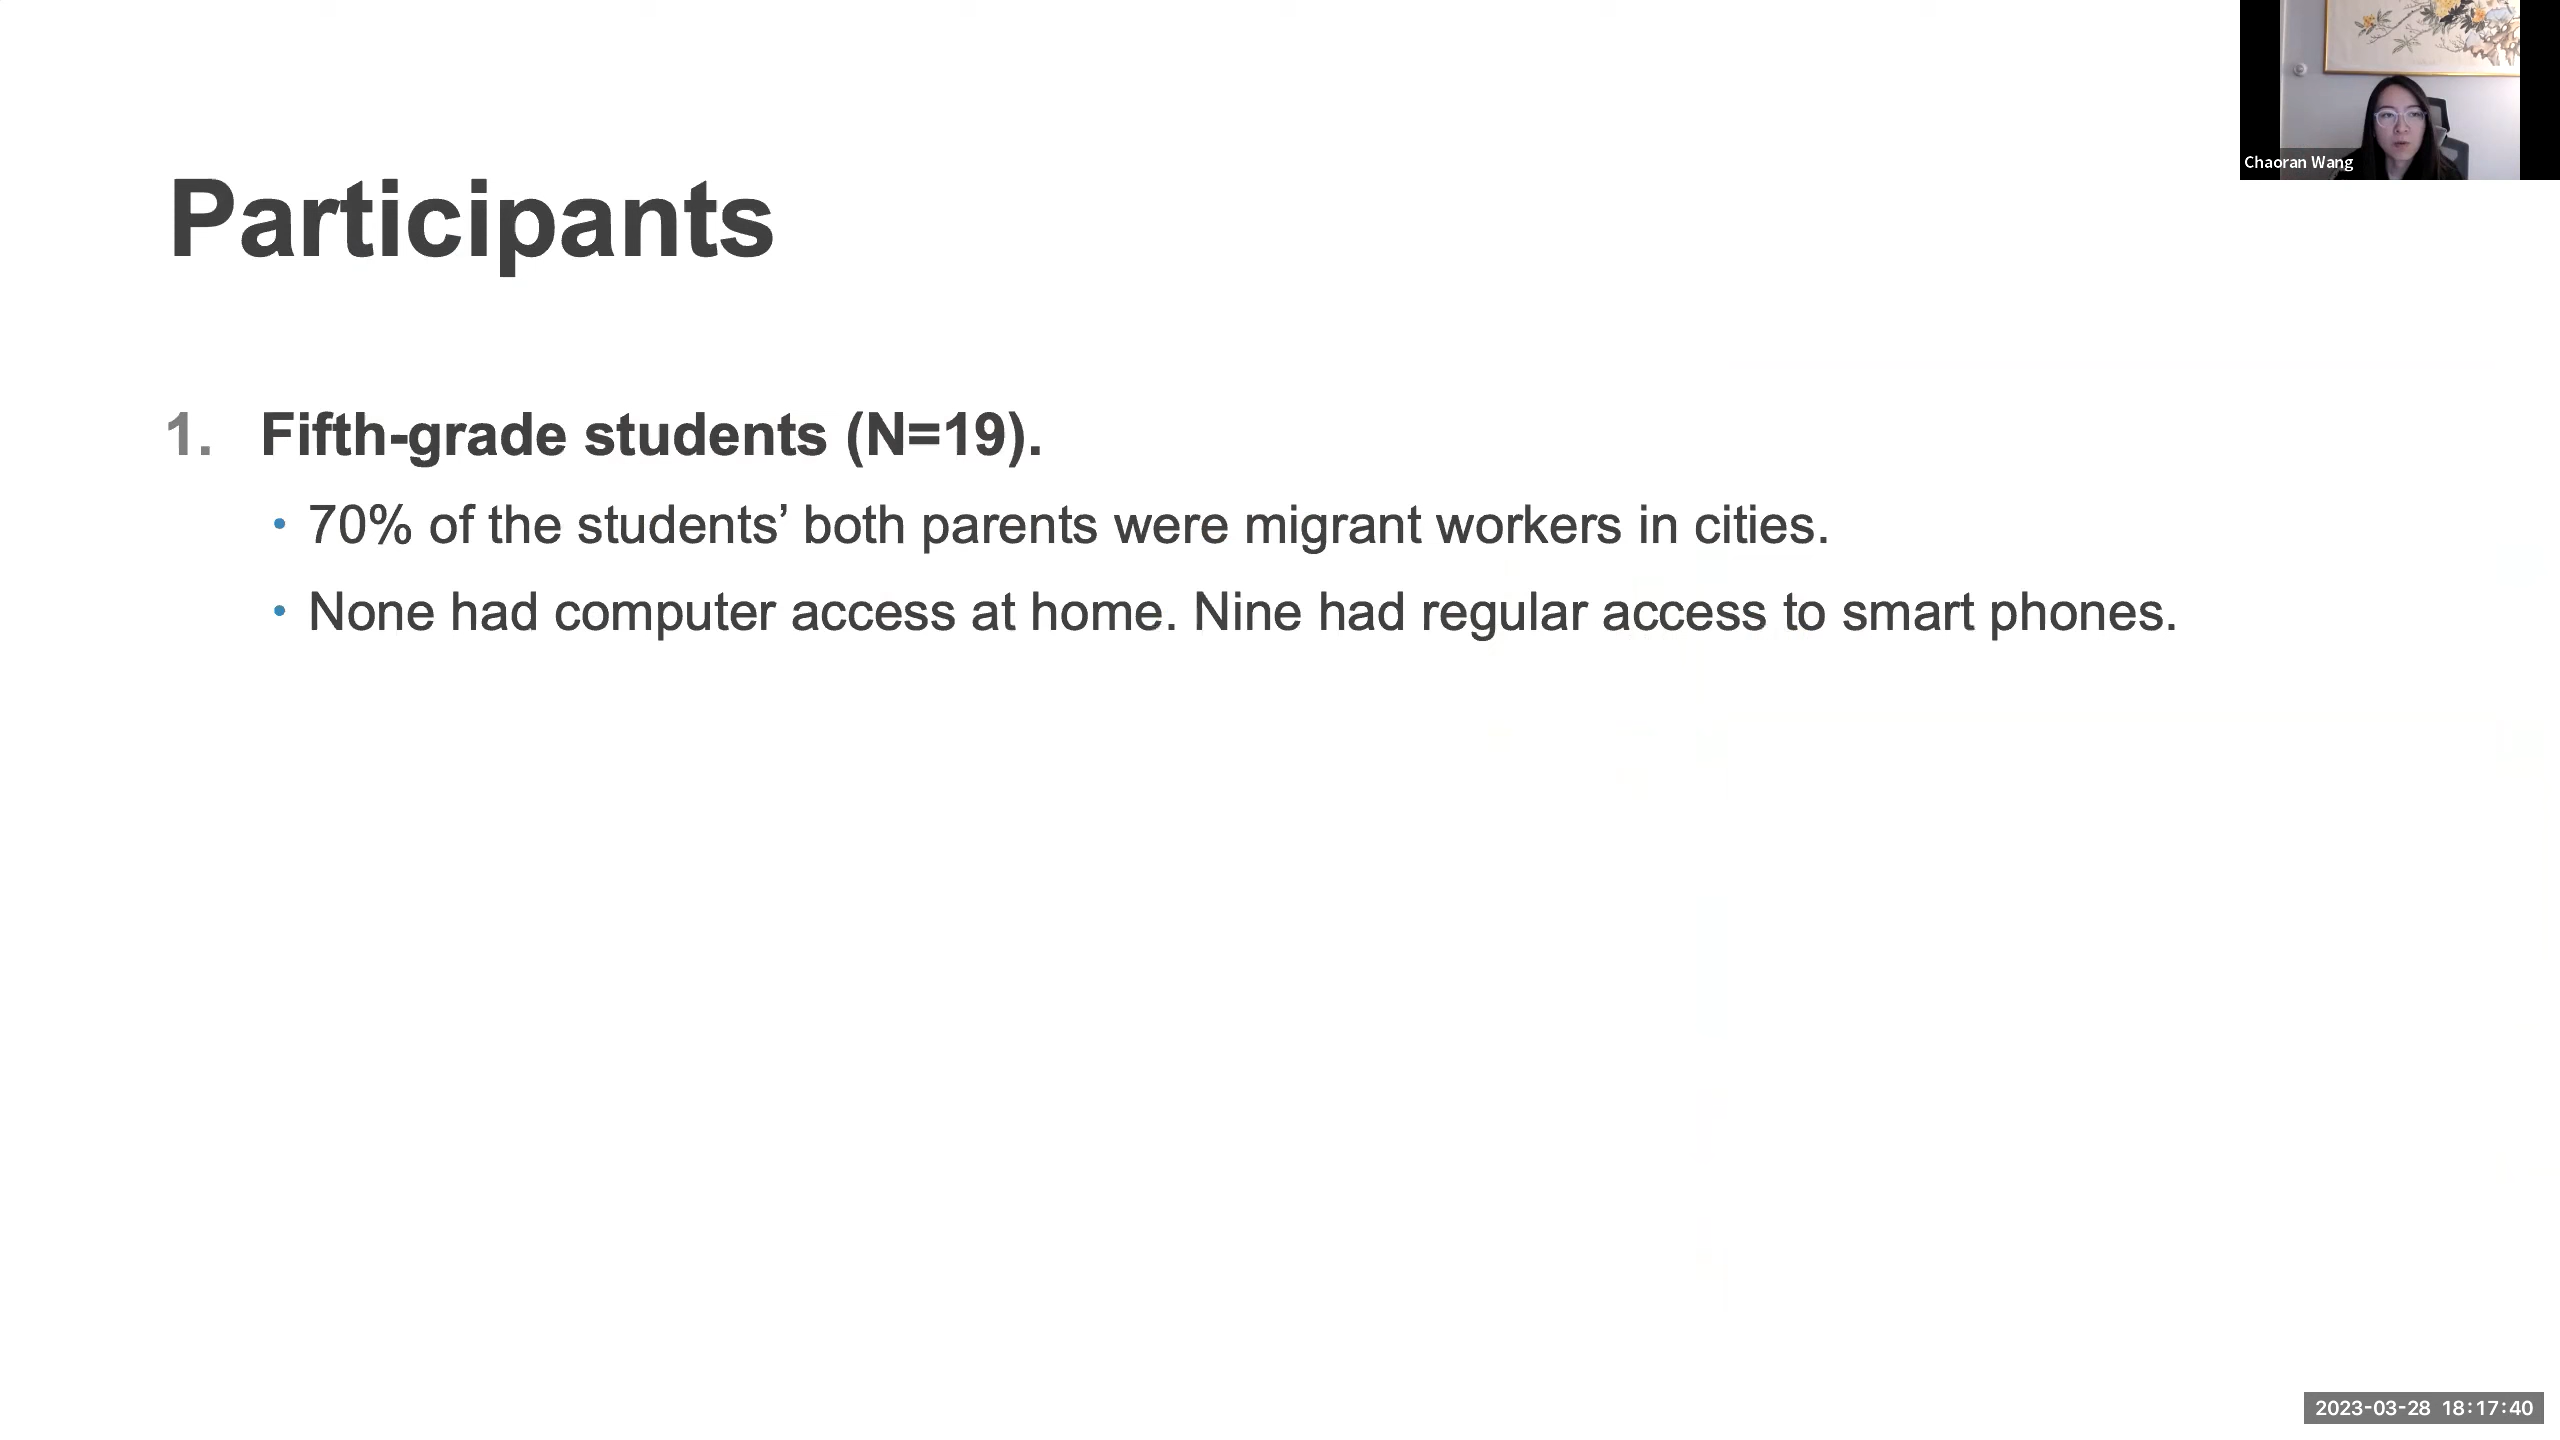 Chaoran Wang
Participants
1. Fifth-grade students (N=19).
• 70% of the students’ both parents were migrant workers in cities.
• None had computer access at home. Nine had regular access to smart phones.
2023-03-28 18:17:40